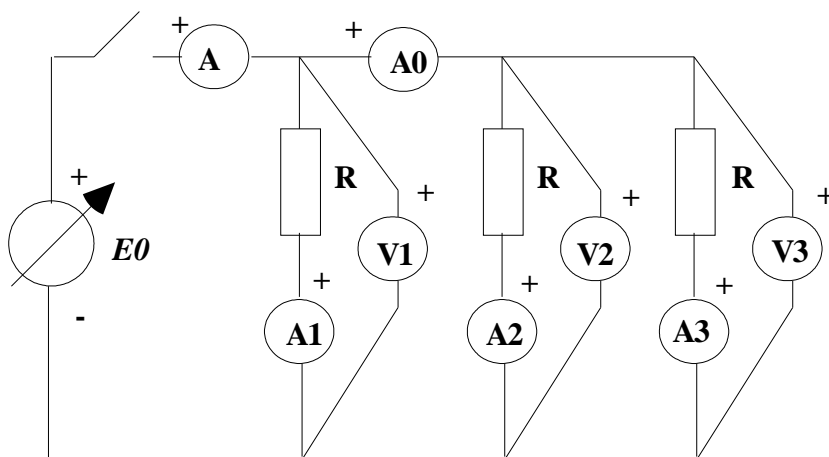 + A + A0
+ E0 -
R + V1 + A1
R + V2 + A2
R + V3 + A3